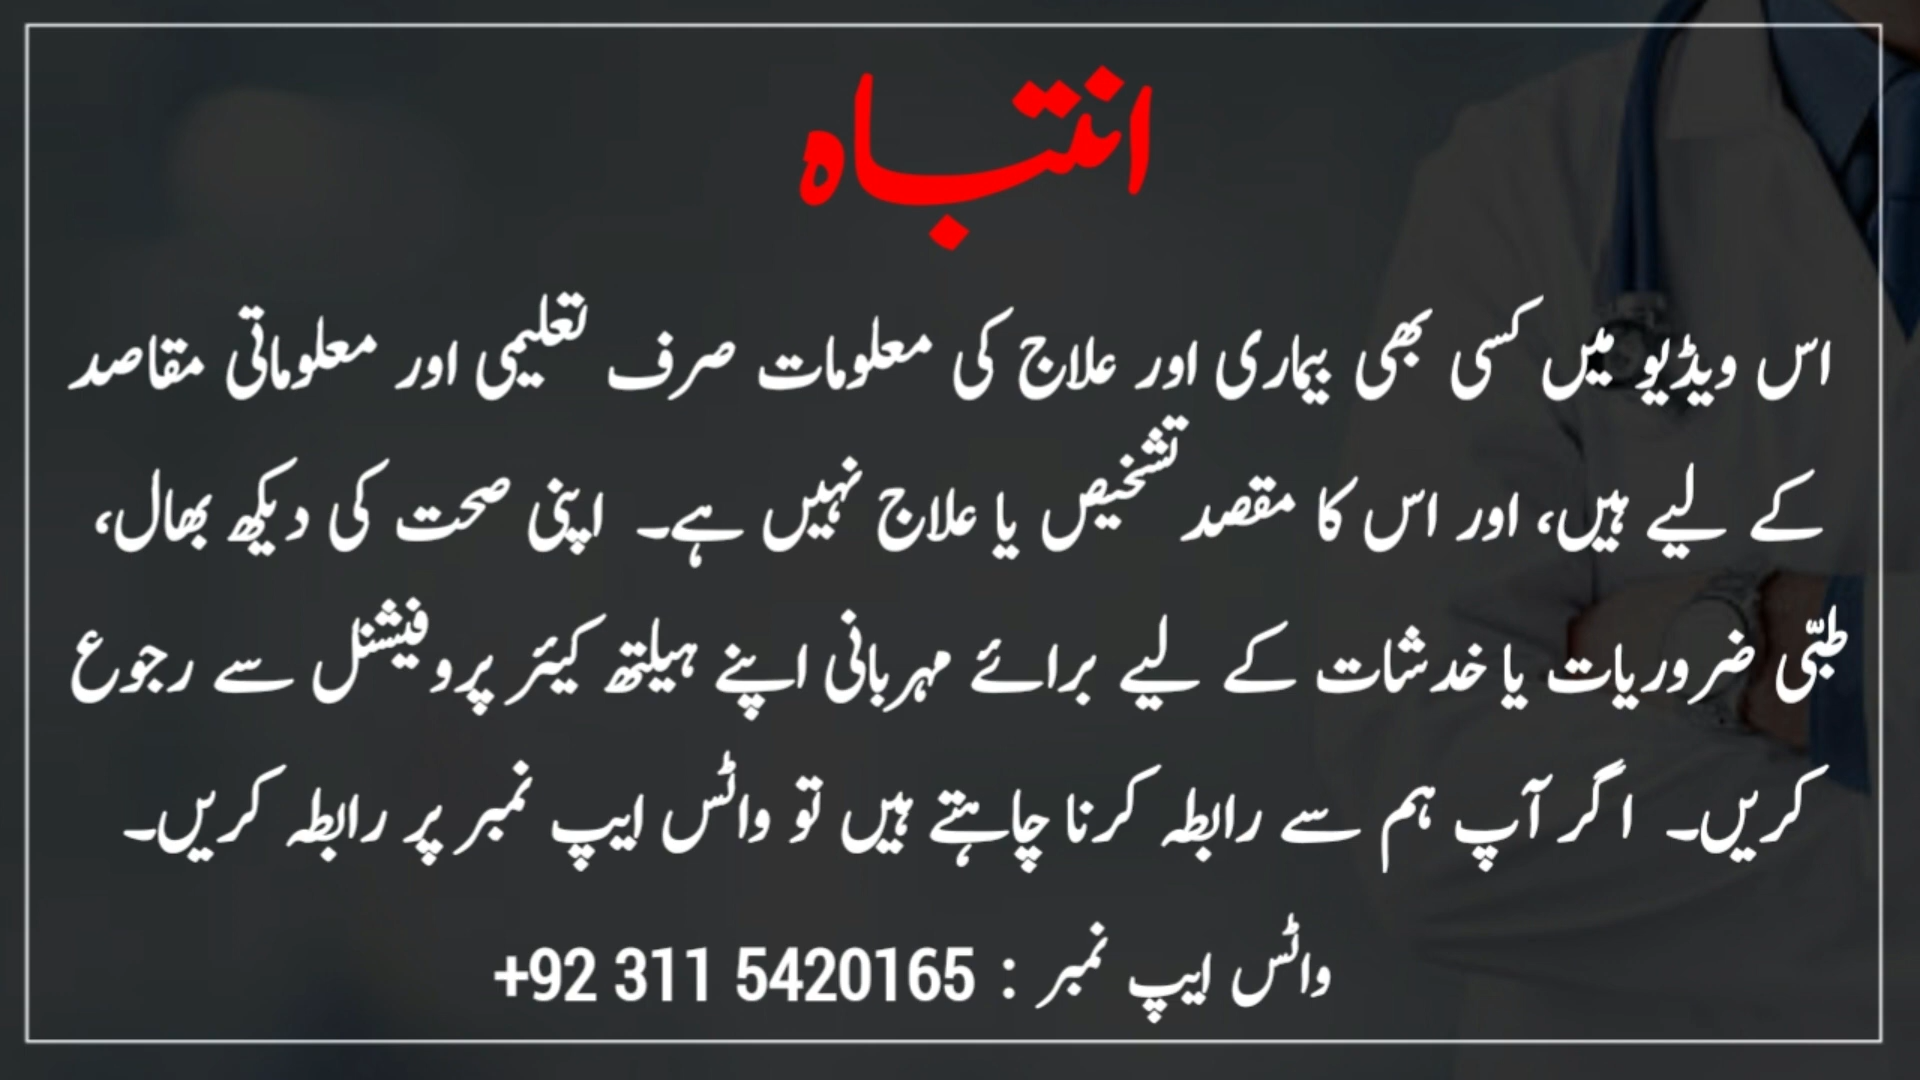 انتباہ
اس ویڈیو میں کسی بھی بیماری اور علاج کی معلومات صرف تعلیمی اور معلوماتی مقاصد
کے لیے ہیں، اور اس کا مقصد تشخیص یا علاج نہیں ہے۔ اپنی صحت کی دیکھ بھال،
طبّی ضروریات یا خدشات کے لیے برائے مہربانی اپنے ہیلتھ کیئر پروفیشنل سے رجوع
کریں۔ اگر آپ ہم سے رابطہ کرنا چاہتے ہیں تو واٹس ایپ نمبر پر رابطہ کریں۔
واٹس ایپ نمبر : +92 311 5420165